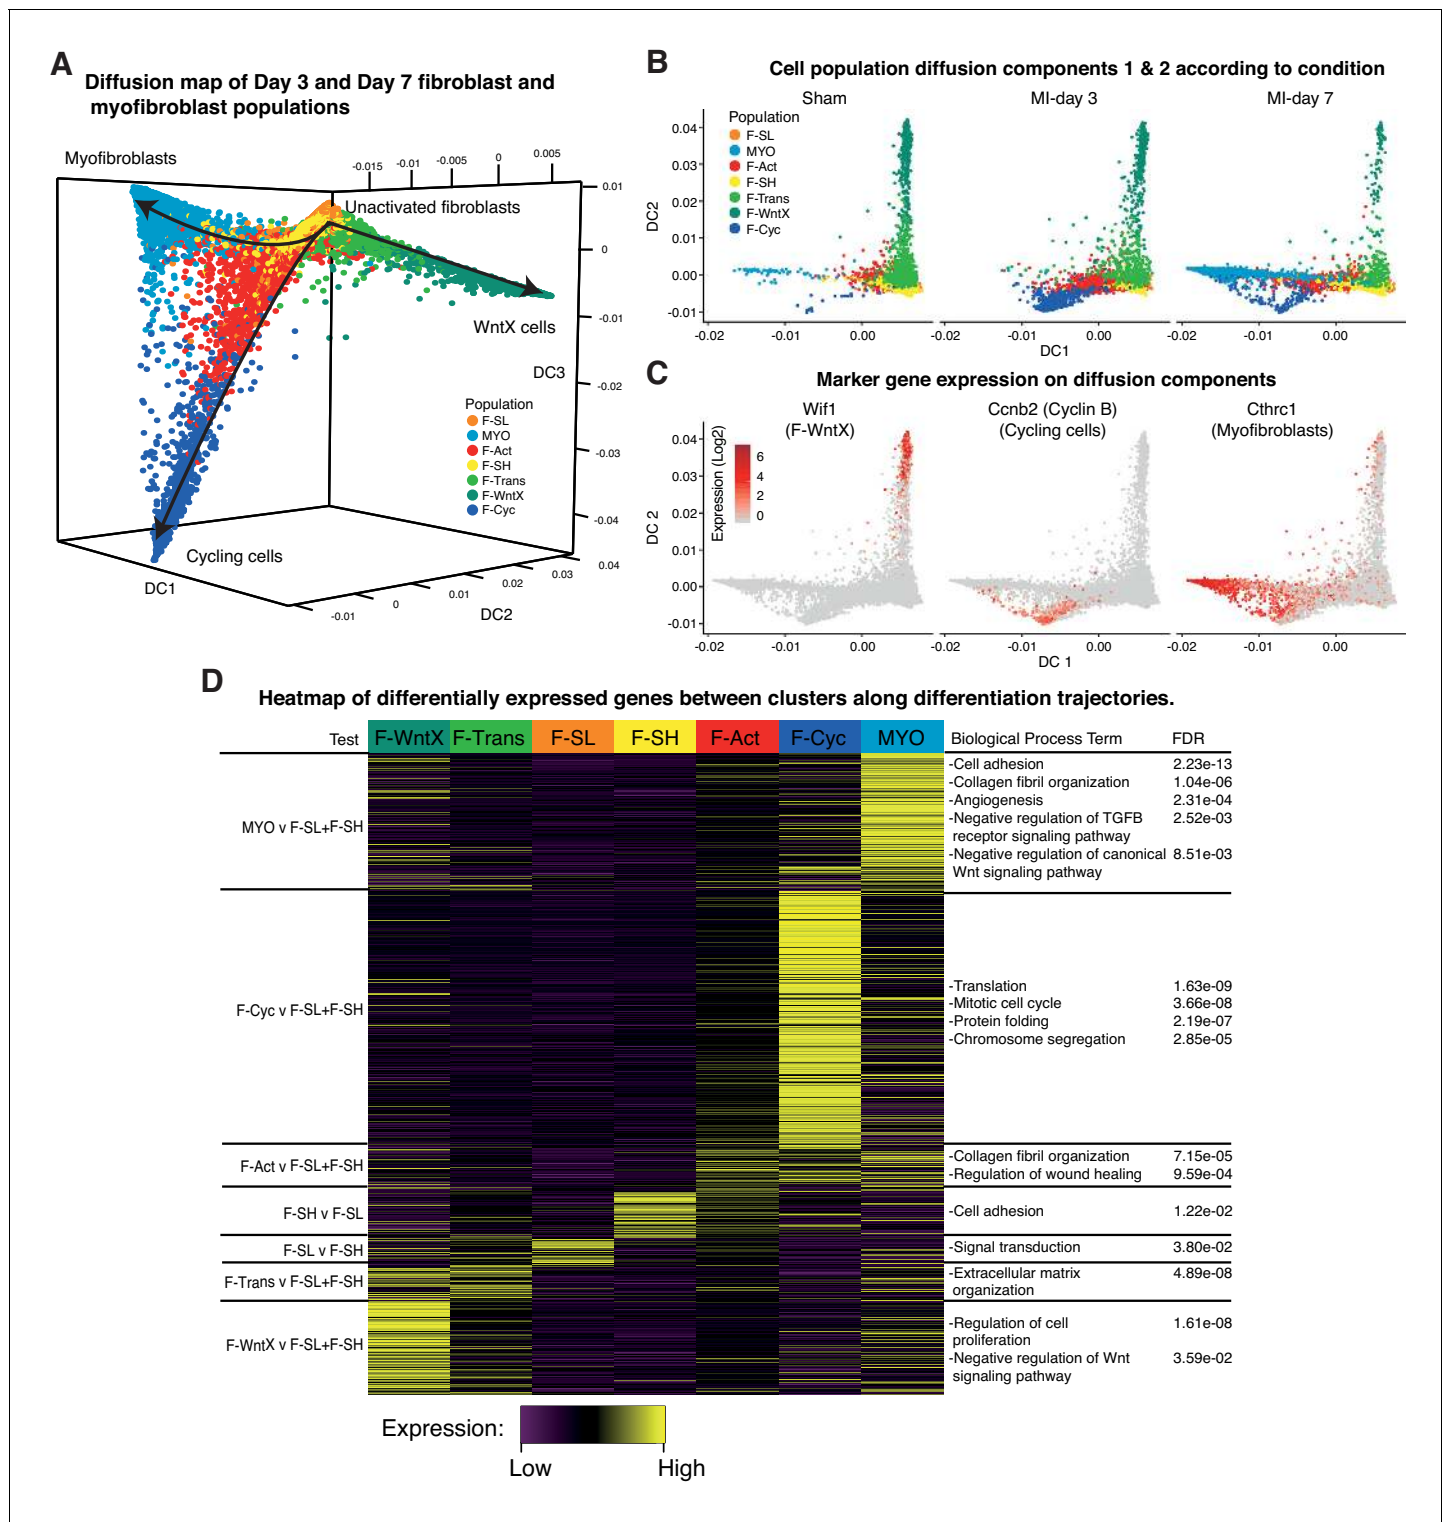 A
Diffusion map of Day 3 and Day 7 fibroblast and
myofibroblast populations
Myofibroblasts
-0.015 -0.01 -0.005 0 0.005
0.01
Unactivated fibroblasts
0
-0.01
WntX cells
DC3
-0.02
Population
F-SL
MYO
F-Act
F-SH
F-Trans
F-WntX
F-Cyc
-0.03
-0.04
Cycling cells
DC1
-0.01 0 0.01 0.02 0.03 0.04
DC2
B
Cell population diffusion components 1 & 2 according to condition
Sham MI-day 3 MI-day 7
Population
F-SL
MYO
F-Act
F-SH
F-Trans
F-WntX
F-Cyc
DC2
0.04
0.03
0.02
0.01
0.00
-0.01
-0.02 -0.01 0.00 -0.02 -0.01 0.00 -0.02 -0.01 0.00
DC1
C
Marker gene expression on diffusion components
Wif1 Ccnb2 (Cyclin B) Cthrc1
(F-WntX) (Cycling cells) (Myofibroblasts)
Expression (Log2)
6
4
2
0
DC 2
0.04
0.03
0.02
0.01
0.00
-0.01
-0.02 -0.01 0.00 -0.02 -0.01 0.00 -0.02 -0.01 0.00
DC 1
D
Heatmap of differentially expressed genes between clusters along differentiation trajectories.
Test F-WntX F-Trans F-SL F-SH F-Act F-Cyc MYO Biological Process Term FDR
MYO v F-SL+F-SH
-Cell adhesion 2.23e-13
-Collagen fibril organization 1.04e-06
-Angiogenesis 2.31e-04
-Negative regulation of TGFB 2.52e-03
receptor signaling pathway
-Negative regulation of canonical 8.51e-03
Wnt signaling pathway
F-Cyc v F-SL+F-SH
-Translation 1.63e-09
-Mitotic cell cycle 3.66e-08
-Protein folding 2.19e-07
-Chromosome segregation 2.85e-05
F-Act v F-SL+F-SH
-Collagen fibril organization 7.15e-05
-Regulation of wound healing 9.59e-04
F-SH v F-SL
-Cell adhesion 1.22e-02
F-SL v F-SH
-Signal transduction 3.80e-02
F-Trans v F-SL+F-SH
-Extracellular matrix 4.89e-08
organization
F-WntX v F-SL+F-SH
-Regulation of cell 1.61e-08
proliferation
-Negative regulation of Wnt 3.59e-02
signaling pathway
Expression:
Low High